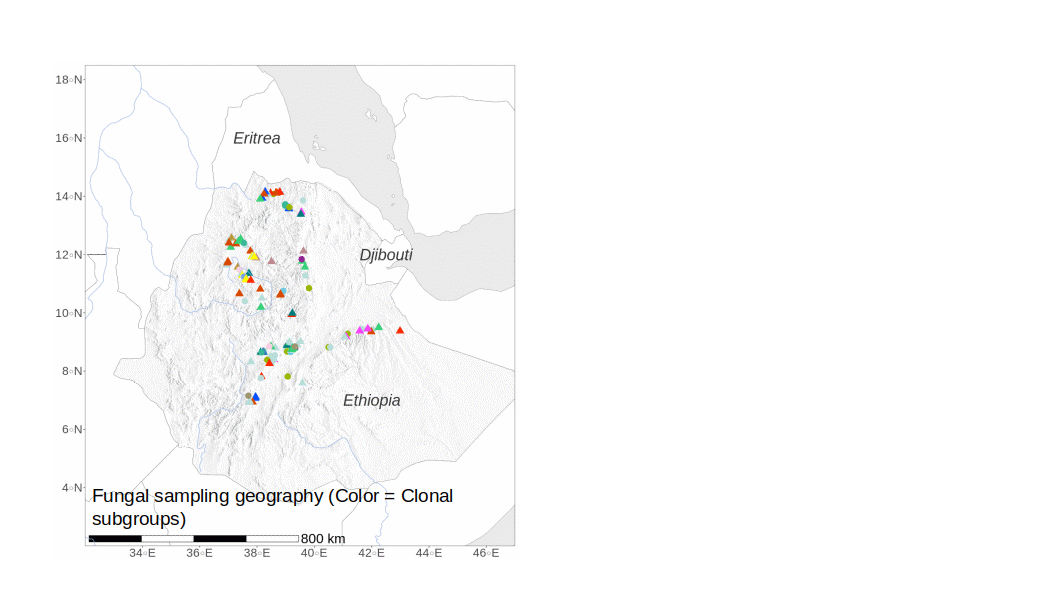 18°N
16°N
Eritrea
14°N
12°N
Djibouti
10°N
8°N
Ethiopia
6°N
4°N
Fungal sampling geography (Color = Clonal
subgroups)
800 km
34°E 36°E 38°E 40°E 42°E 44°E 46°E